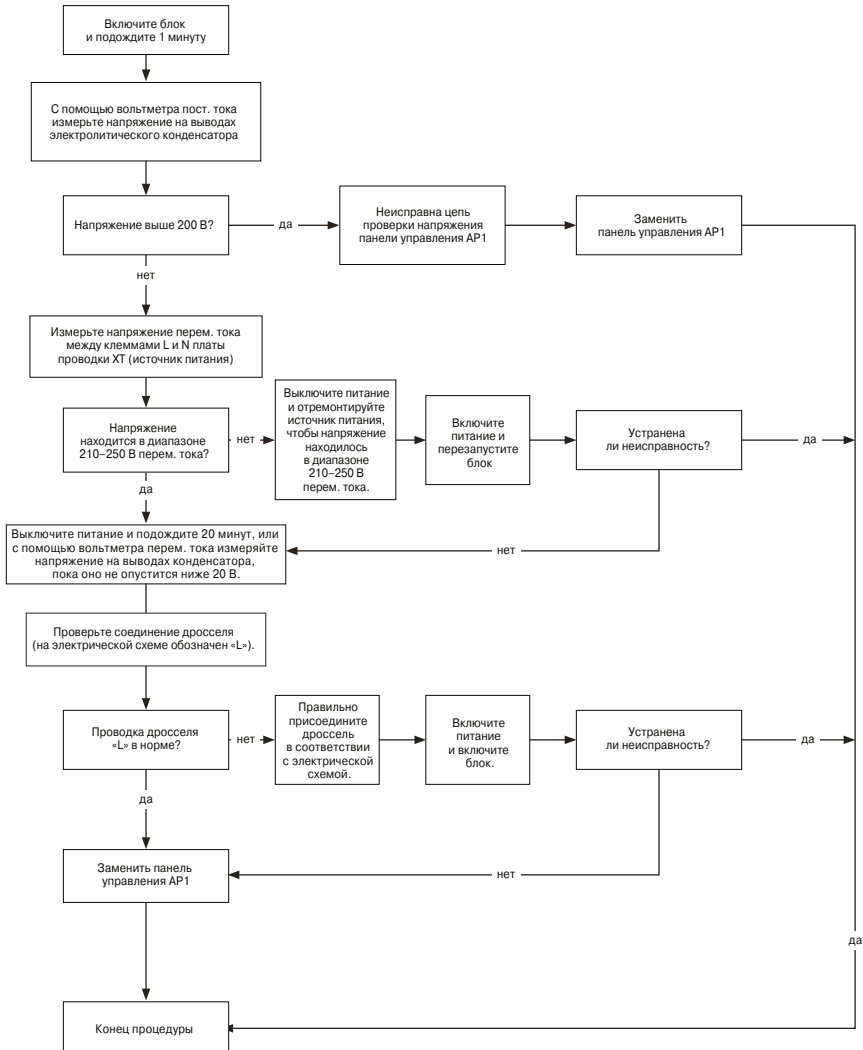 Включите блок
и подождите 1 минуту
С помощью вольтметра пост. тока
измерьте напряжение на выводах
электролитического конденсатора
Напряжение выше 200 В?
да
Неисправна цепь
проверки напряжения
панели управления AP1
Заменить
панель управления AP1
нет
Измерьте напряжение перем. тока
между клеммами L и N платы
проводки XT (источник питания)
Напряжение
находится в диапазоне
210–250 В перем. тока?
нет
Выключите питание
и отремонтируйте
источник питания,
чтобы напряжение
находилось
в диапазоне
210–250 В
перем. тока.
Включите
питание и
перезапустите
блок
Устранена
ли неисправность?
да
да
нет
Выключите питание и подождите 20 минут, или
с помощью вольтметра перем. тока измеряйте
напряжение на выводах конденсатора,
пока оно не опустится ниже 20 В.
Проверьте соединение дросселя
(на электрической схеме обозначен «L»).
Проводка дросселя
«L» в норме?
нет
Правильно
присоедините
дроссель
в соответствии
с электрической
схемой.
Включите
питание
и включите
блок.
Устранена
ли неисправность?
да
да
нет
Заменить панель
управления AP1
да
Конец процедуры